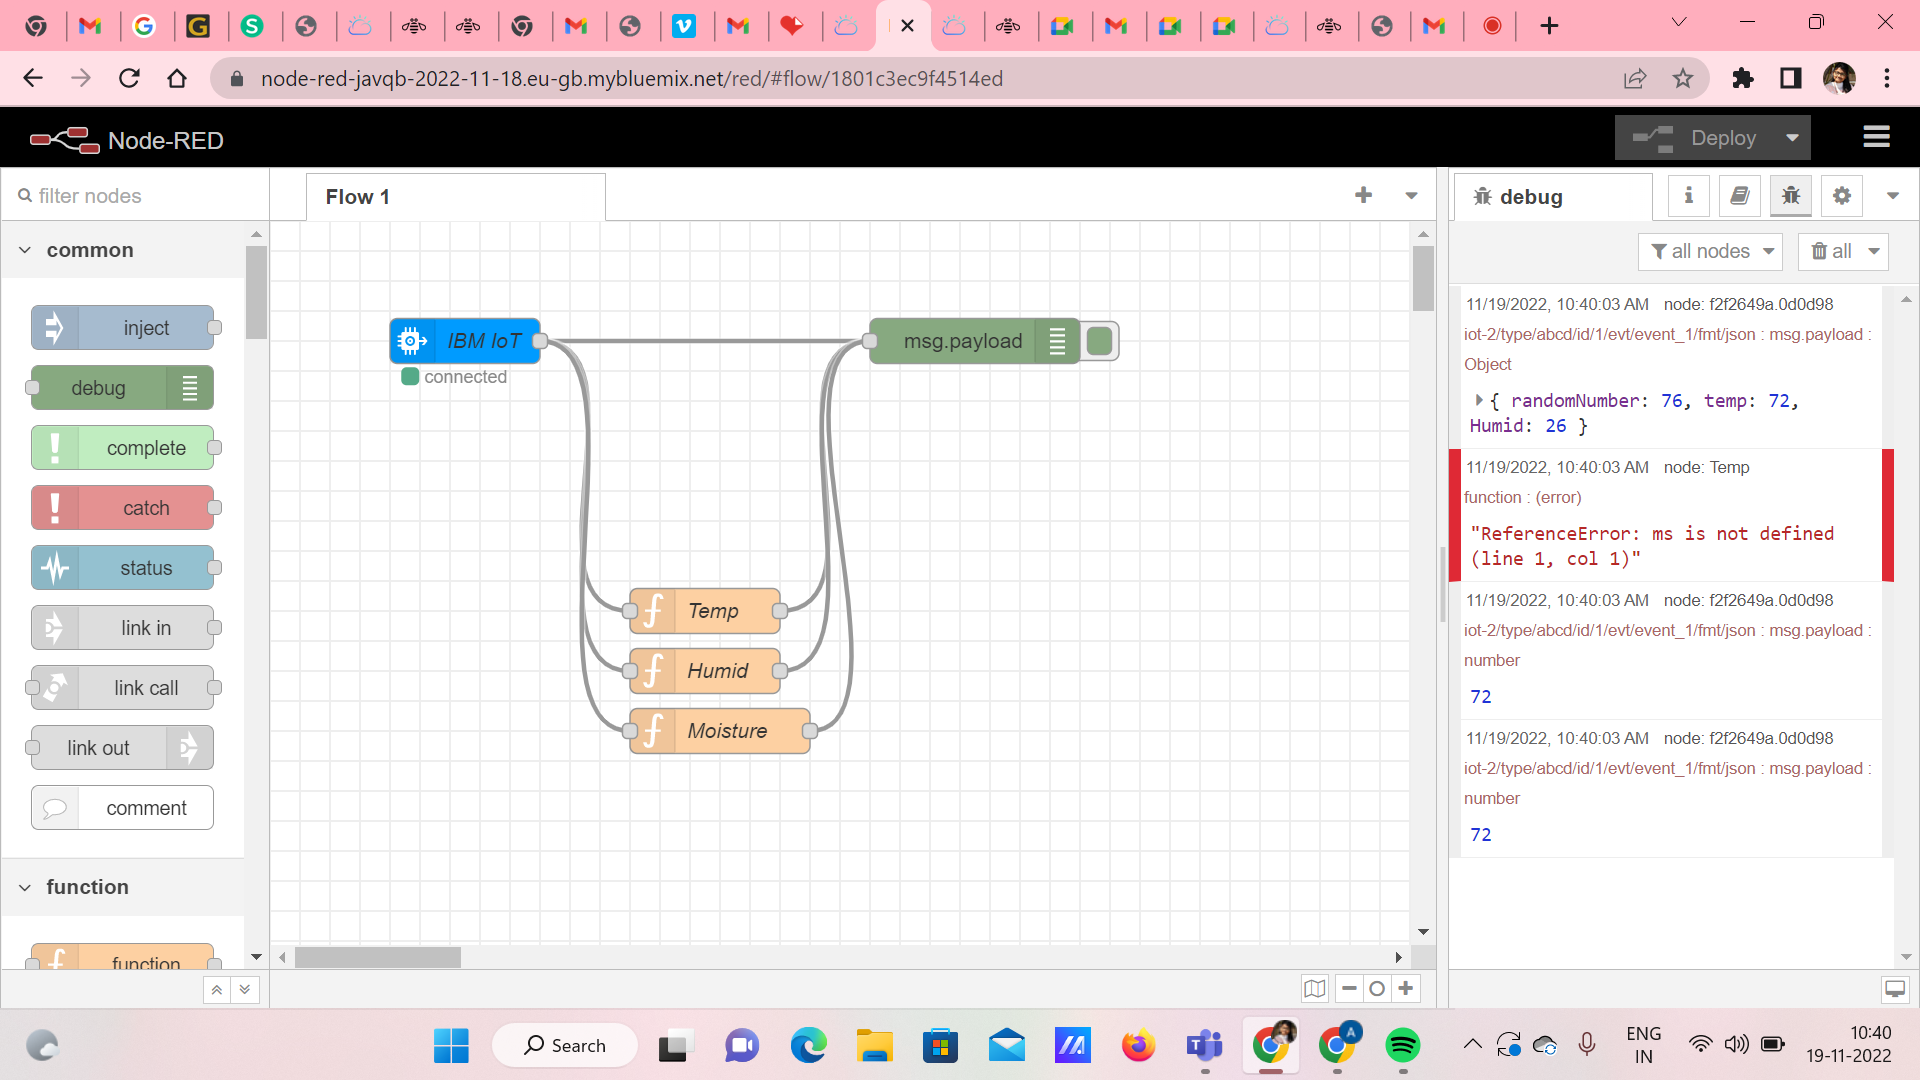 node-red-javqb-2022-11-18.eu-gb.mybluemix.net/red/#flow/1801c3ec9f4514ed
Node-RED
Deploy
filter nodes
Flow 1
debug
common
all nodes
all
inject
debug
complete
catch
status
link in
link call
link out
comment
function
function
IBM IoT
connected
msg.payload
Temp
Humid
Moisture
11/19/2022, 10:40:03 AM node: f2f2649a.0d0d98
iot-2/type/abcd/id/1/evt/event_1/fmt/json : msg.payload :
Object
{ randomNumber: 76, temp: 72,
Humid: 26 }
11/19/2022, 10:40:03 AM node: Temp
function : (error)
"ReferenceError: ms is not defined
(line 1, col 1)"
11/19/2022, 10:40:03 AM node: f2f2649a.0d0d98
iot-2/type/abcd/id/1/evt/event_1/fmt/json : msg.payload :
number
72
11/19/2022, 10:40:03 AM node: f2f2649a.0d0d98
iot-2/type/abcd/id/1/evt/event_1/fmt/json : msg.payload :
number
72
Search
A
ENG
IN
10:40
19-11-2022